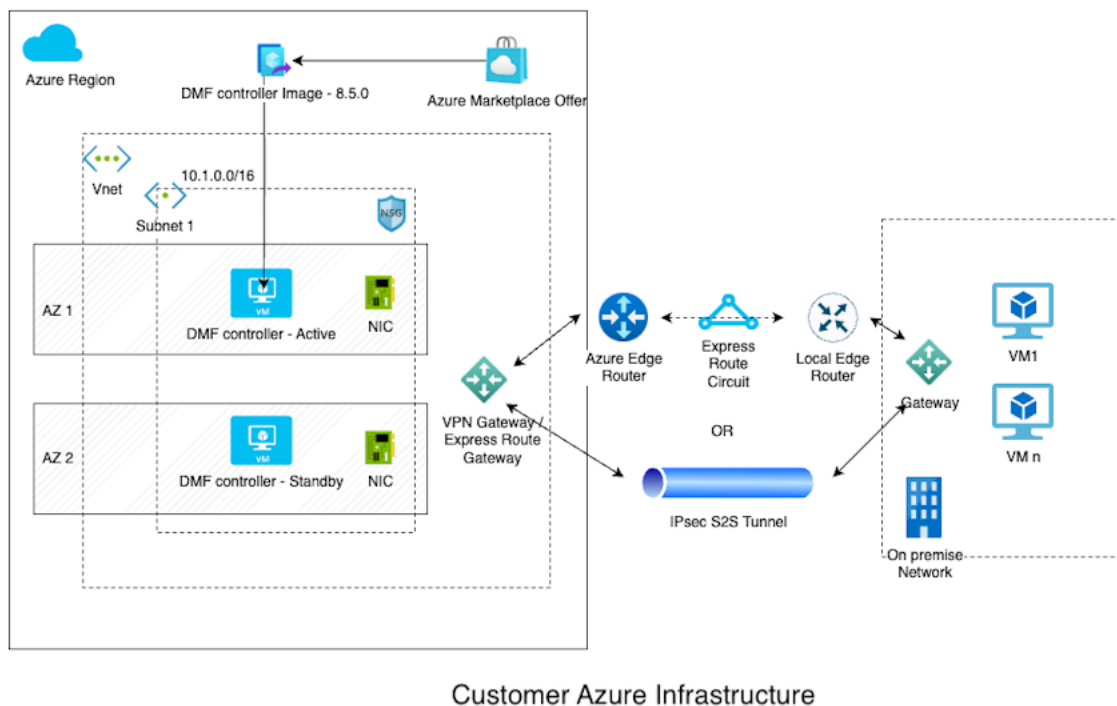 Azure Region
DMF controller Image - 8.5.0
Azure Marketplace Offer
Vnet
10.1.0.0/16
Subnet 1
NSG
AZ 1
VM
DMF controller - Active
NIC
AZ 2
VM
DMF controller - Standby
NIC
VPN Gateway /
Express Route
Gateway
Azure Edge
Router
Express
Route
Circuit
Local Edge
Router
OR
IPsec S2S Tunnel
Gateway
VM1
VM n
On premise
Network
Customer Azure Infrastructure